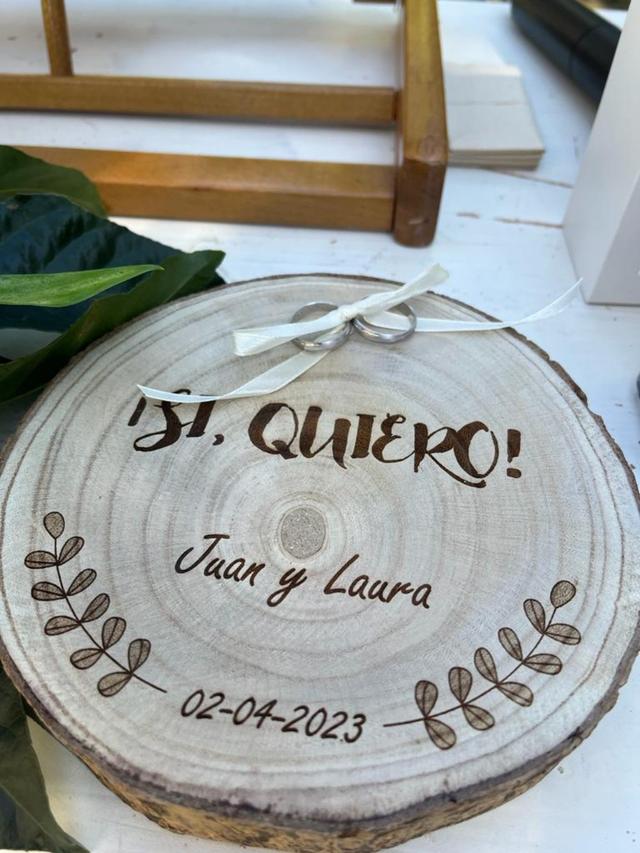 ¡SÍ, QUIERO!
Juan y Laura
02-04-2023